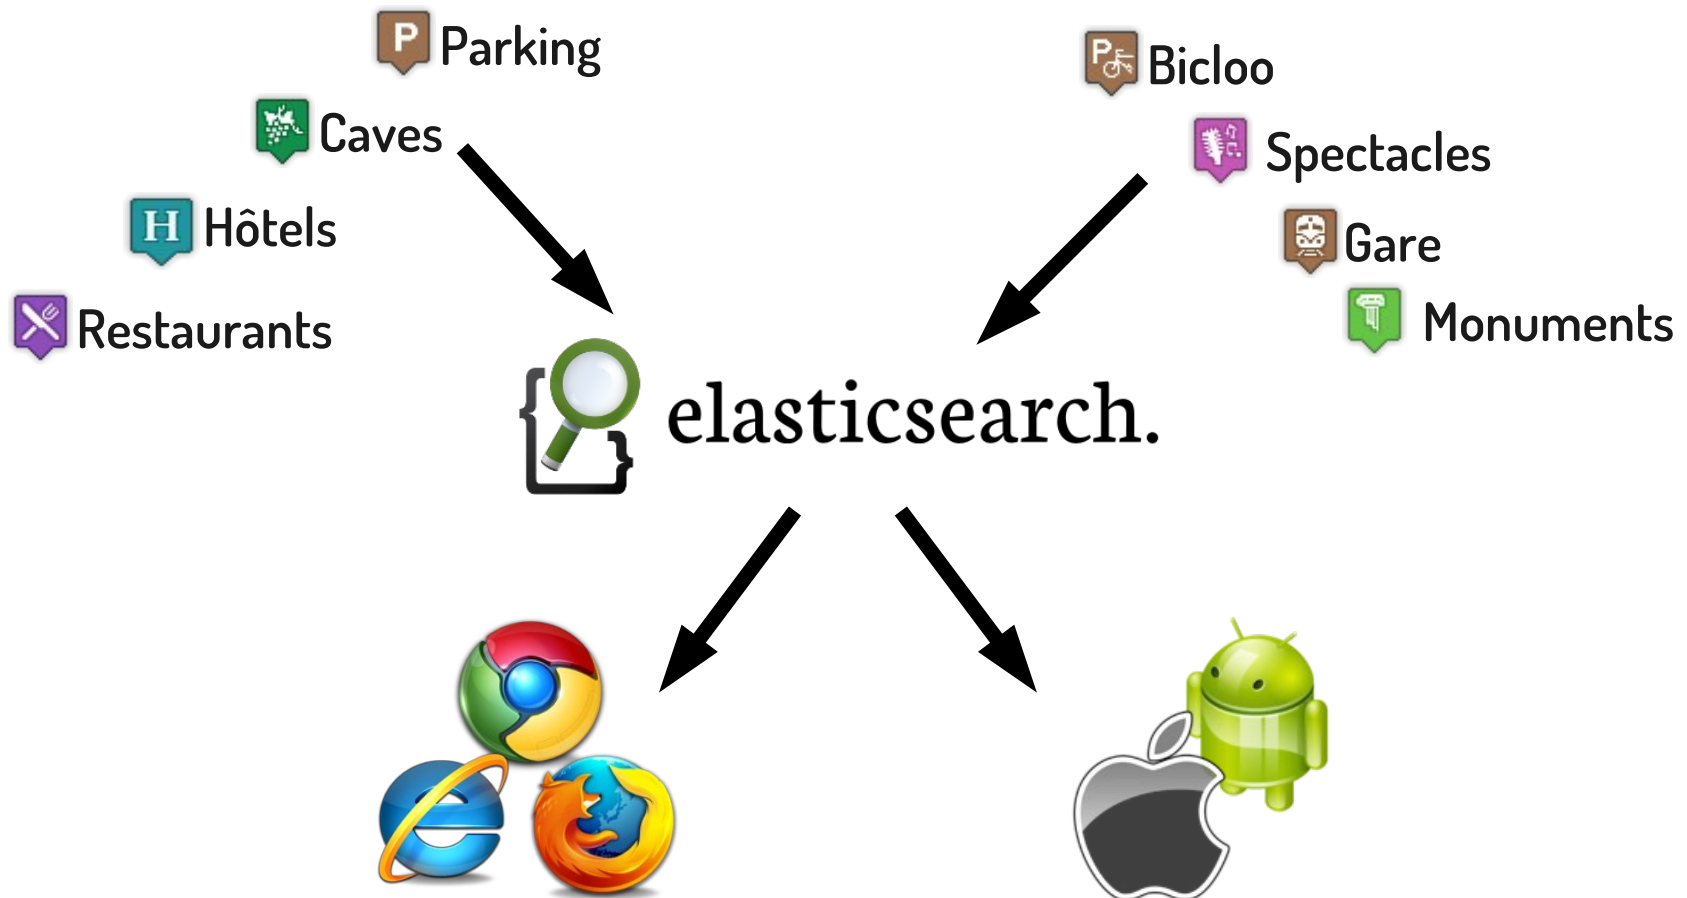 P Parking
Caves
H Hôtels
Restaurants
P Bicloo
Spectacles
Gare
Monuments
elasticsearch.